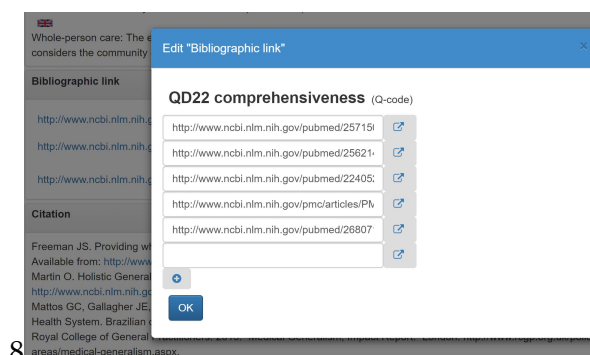 Whole-person care: The e
considers the community
Edit "Bibliographic link"
×
Bibliographic link
QD22 comprehensiveness (Q-code)
http://www.ncbi.nlm.nih.g
http://www.ncbi.nlm.nih.g
http://www.ncbi.nlm.nih.g
http://www.ncbi.nlm.nih.gov/pubmed/25715
http://www.ncbi.nlm.nih.gov/pubmed/25621
http://www.ncbi.nlm.nih.gov/pubmed/22405
http://www.ncbi.nlm.nih.gov/pmc/articles/PM
http://www.ncbi.nlm.nih.gov/pubmed/26807
OK
Citation
Freeman JS. Providing wh
Available from: http://www
Martin O. Holistic General
http://www.ncbi.nlm.nih.go
Mattos GC, Gallagher JE,
Health System. Brazilian
Royal College of General
areas/medical-generalism.aspx.
8